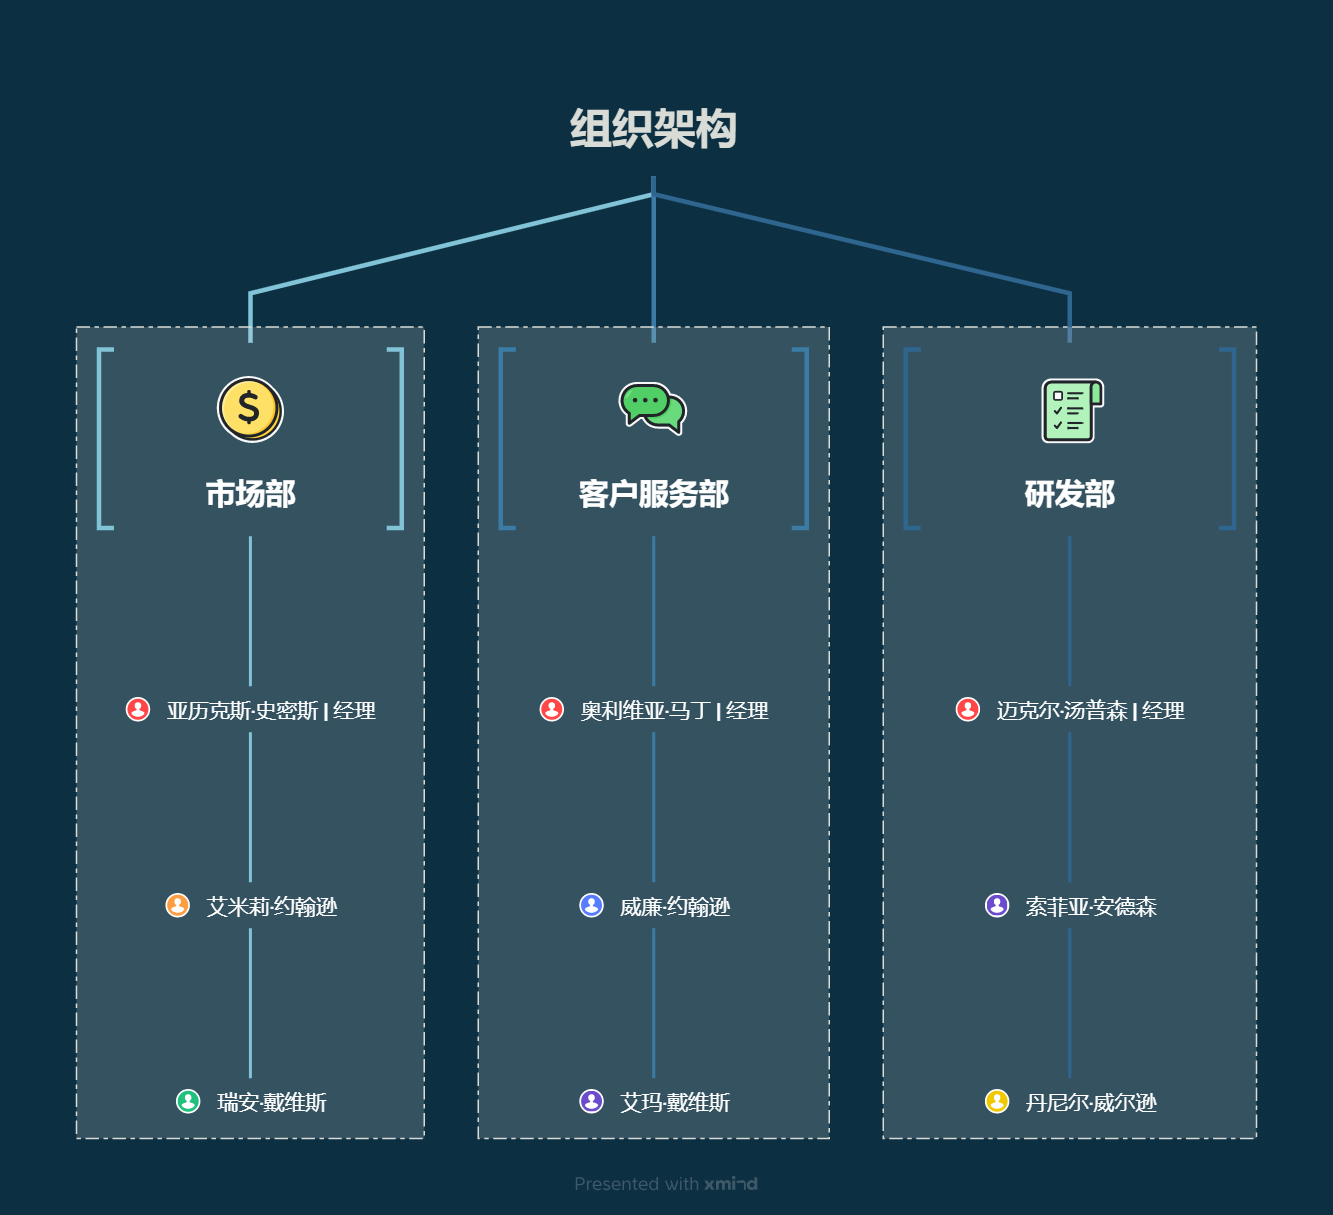 组织架构
$
市场部
客户服务部
研发部
亚历克斯·史密斯 | 经理
奥利维亚·马丁 | 经理
迈克尔·汤普森 | 经理
艾米莉·约翰逊
威廉·约翰逊
索菲亚·安德森
瑞安·戴维斯
艾玛·戴维斯
丹尼尔·威尔逊
Presented with xmind